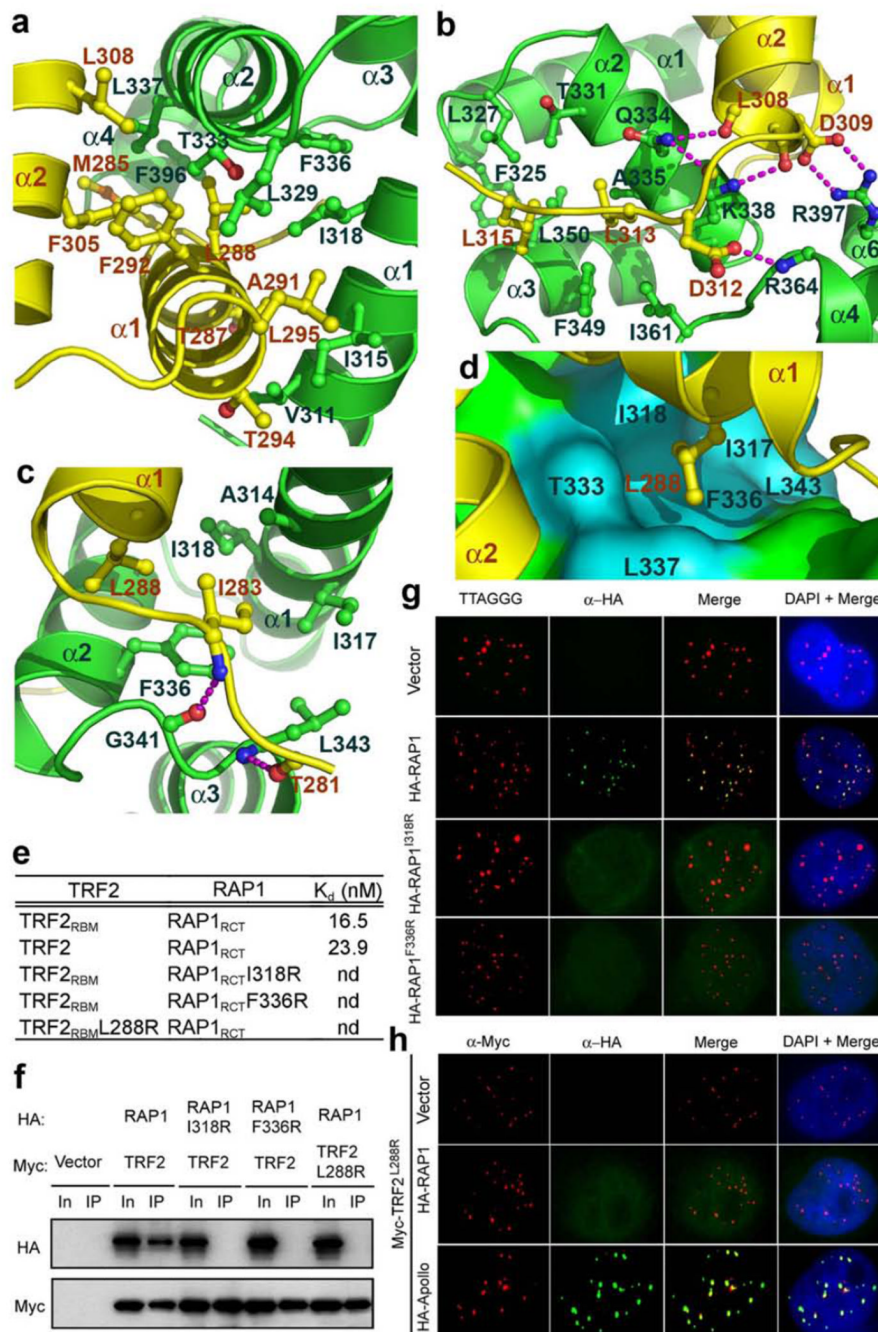 a
L308
L337
α2
α3
α4
T333
M285
F396
F336
α2
L329
F305
L288
I318
F292
A291
α1
α1
T287
L295
I315
V311
T294
b
α2
α1
α2
T331
α1
L327
Q334
L308
D309
F325
A335
K338
R397
L315
L350
L313
α6
D312
R364
α3
F349
I361
α4
c
α1
A314
I318
L288
I283
α1
α2
I317
F336
G341
L343
α3
T281
d
α1
I318
I317
T333
L288
F336
L343
α2
L337
e
TRF2 RAP1 Kd (nM)
TRF2RBM RAP1RCT 16.5
TRF2 RAP1RCT 23.9
TRF2RBM RAP1RCTI318R nd
TRF2RBM RAP1RCTF336R nd
TRF2RBML288R RAP1RCT nd
f
HA: RAP1 RAP1 I318R RAP1 F336R RAP1
Myc: Vector TRF2 TRF2 TRF2 TRF2 L288R
In IP In IP In IP In IP In IP
HA
Myc
g
TTAGGG α–HA Merge DAPI + Merge
Vector
HA-RAP1
HA-RAP1I318R
HA-RAP1F336R
h
α-Myc α–HA Merge DAPI + Merge
Myc-TRF2L288R
Vector
HA-RAP1
HA-Apollo